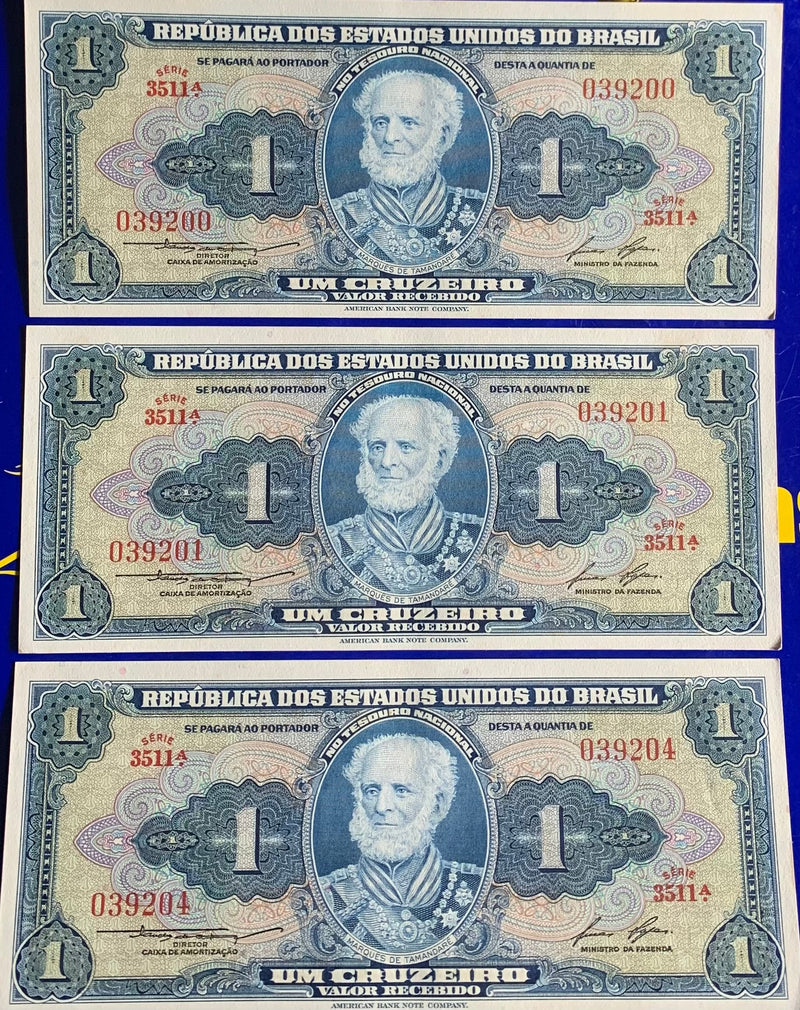 REPÚBLICA DOS ESTADOS UNIDOS DO BRASIL
1 1
SE PAGARÁ AO PORTADOR NO TESOURO NACIONAL DESTA A QUANTIA DE
SÉRIE
3511ª 039200
1 1
039200 SÉRIE
3511ª
DIRETOR
CAIXA DE AMORTIZAÇÃO MINISTRO DA FAZENDA
MARQUÊS DE TAMANDARÉ
1 UM CRUZEIRO 1
VALOR RECEBIDO
AMERICAN BANK NOTE COMPANY.
REPÚBLICA DOS ESTADOS UNIDOS DO BRASIL
1 1
SE PAGARÁ AO PORTADOR NO TESOURO NACIONAL DESTA A QUANTIA DE
SÉRIE
3511ª 039201
1 1
039201 SÉRIE
3511ª
DIRETOR
CAIXA DE AMORTIZAÇÃO MINISTRO DA FAZENDA
MARQUÊS DE TAMANDARÉ
1 UM CRUZEIRO 1
VALOR RECEBIDO
AMERICAN BANK NOTE COMPANY.
REPÚBLICA DOS ESTADOS UNIDOS DO BRASIL
1 1
SE PAGARÁ AO PORTADOR NO TESOURO NACIONAL DESTA A QUANTIA DE
SÉRIE
3511ª 039204
1 1
039204 SÉRIE
3511ª
DIRETOR
CAIXA DE AMORTIZAÇÃO MINISTRO DA FAZENDA
MARQUÊS DE TAMANDARÉ
1 UM CRUZEIRO 1
VALOR RECEBIDO
AMERICAN BANK NOTE COMPANY.